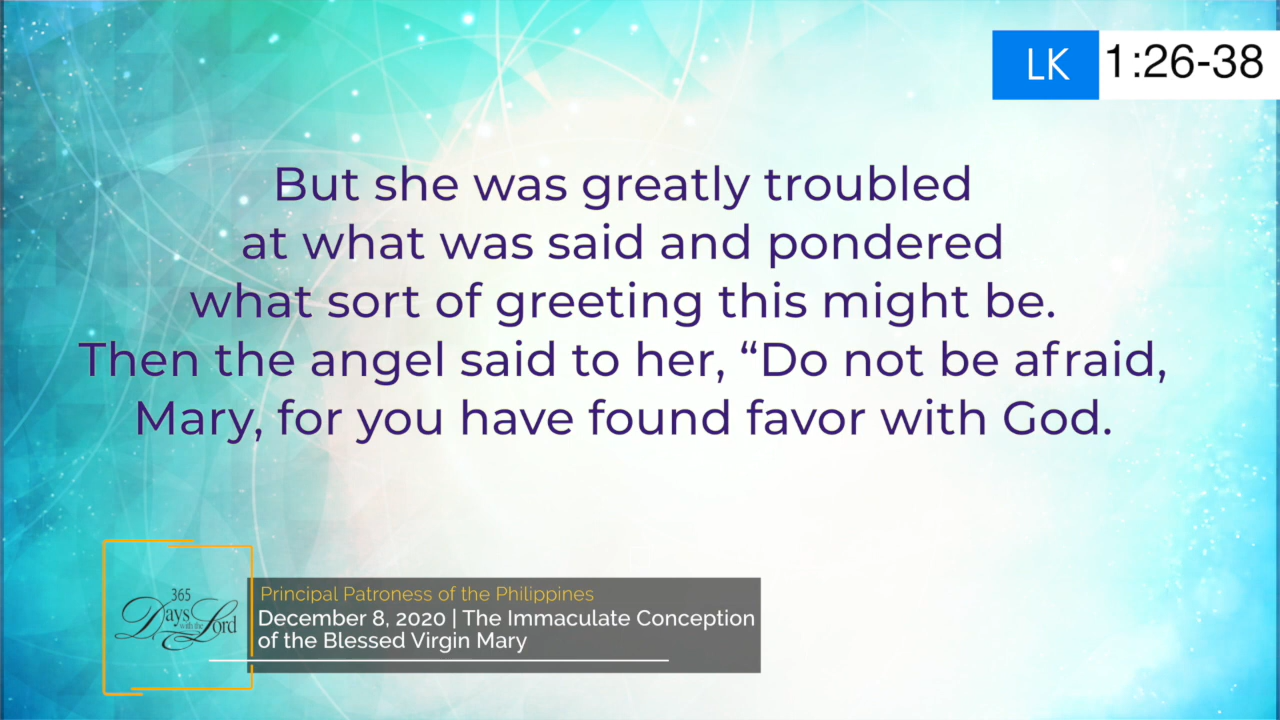 LK 1:26-38
But she was greatly troubled
at what was said and pondered
what sort of greeting this might be.
Then the angel said to her, “Do not be afraid,
Mary, for you have found favor with God.
365
Days with the Lord
Principal Patroness of the Philippines
December 8, 2020 | The Immaculate Conception
of the Blessed Virgin Mary